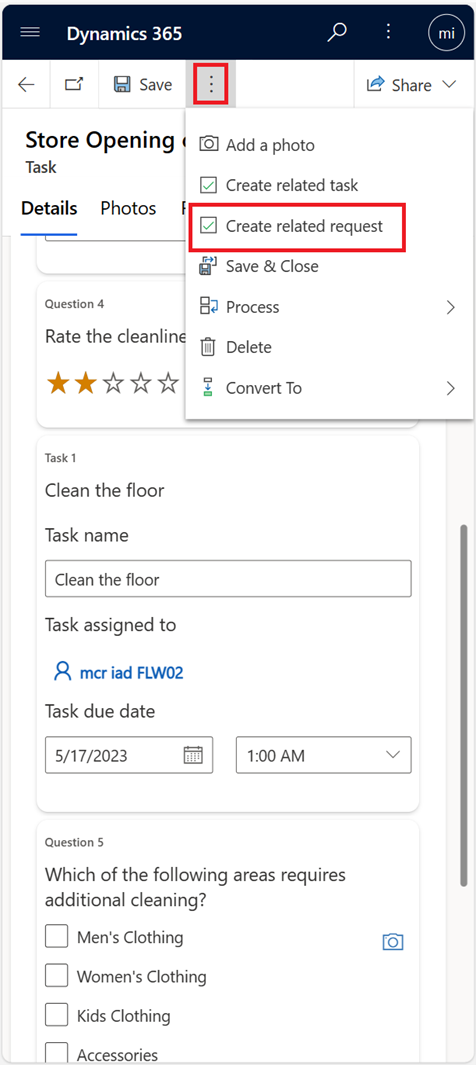 Dynamics 365
mi
Save
Share
Store Opening
Task
Add a photo
Create related task
Details Photos
Create related request
Save & Close
Question 4
Process
Rate the cleanline
Delete
Convert To
Task 1
Clean the floor
Task name
Clean the floor
Task assigned to
mcr iad FLW02
Task due date
5/17/2023
1:00 AM
Question 5
Which of the following areas requires
additional cleaning?
Men's Clothing
Women's Clothing
Kids Clothing
Accessories